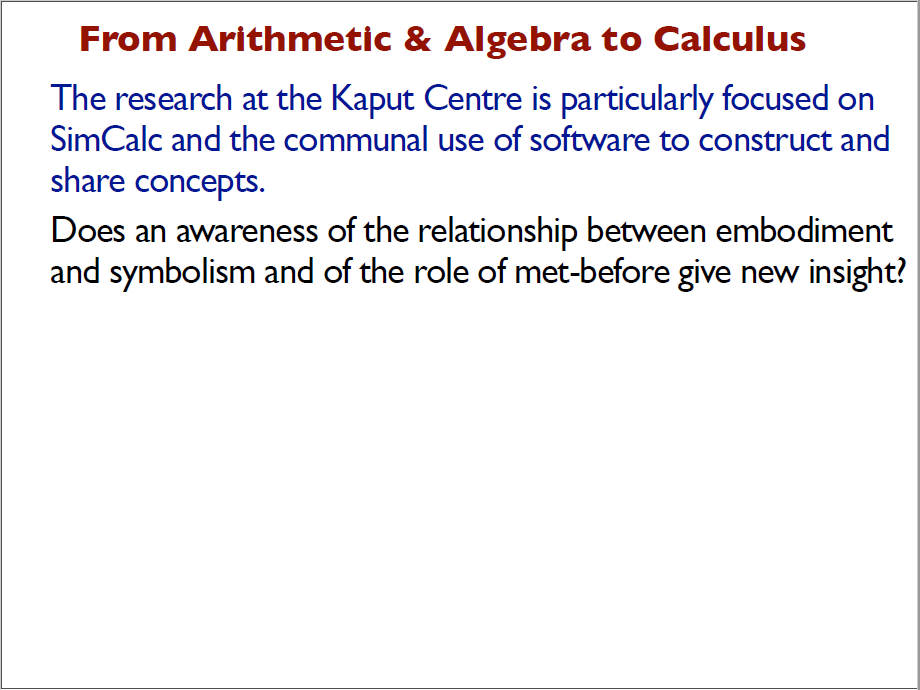 From Arithmetic & Algebra to Calculus
The research at the Kaput Centre is particularly focused on
SimCalc and the communal use of software to construct and
share concepts.
Does an awareness of the relationship between embodiment
and symbolism and of the role of met-before give new insight?